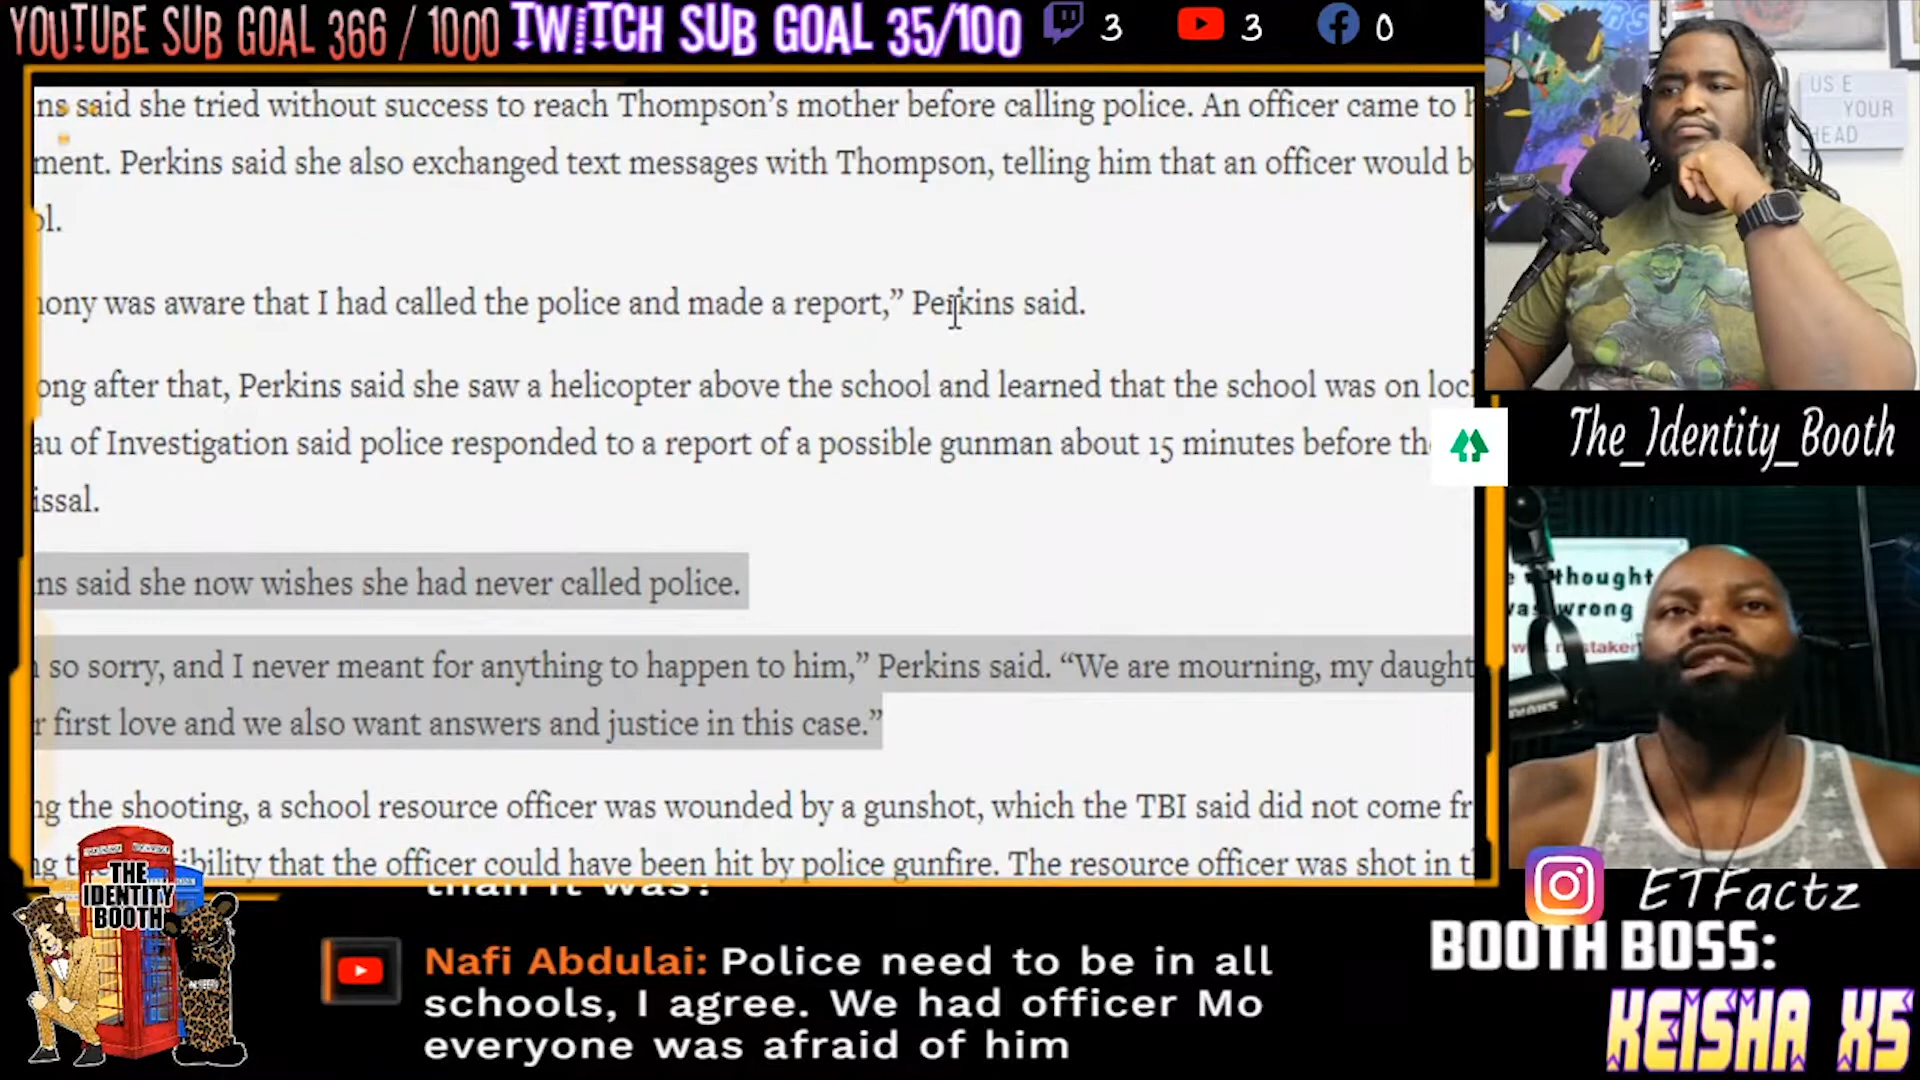 YOUTUBE SUB GOAL 366 / 1000 TWITCH SUB GOAL 35/100 3 3 0
ns said she tried without success to reach Thompson's mother before calling police. An officer came to h
ment. Perkins said she also exchanged text messages with Thompson, telling him that an officer would b
ol.
nony was aware that I had called the police and made a report,” Perkins said.
ong after that, Perkins said she saw a helicopter above the school and learned that the school was on loc
au of Investigation said police responded to a report of a possible gunman about 15 minutes before the
issal.
ns said she now wishes she had never called police.
so sorry, and I never meant for anything to happen to him,” Perkins said. “We are mourning, my daught
r first love and we also want answers and justice in this case.”
ng the shooting, a school resource officer was wounded by a gunshot, which the TBI said did not come fr
ng ibility that the officer could have been hit by police gunfire. The resource officer was shot in t
than it was?
Nafi Abdulai: Police need to be in all
schools, I agree. We had officer Mo
everyone was afraid of him
THE
IDENTITY
BOOTH
USE
YOUR
HEAD
The_Identity_Booth
thought
was wrong
mistake
ETFactz
BOOTH BOSS:
KEISHA X5